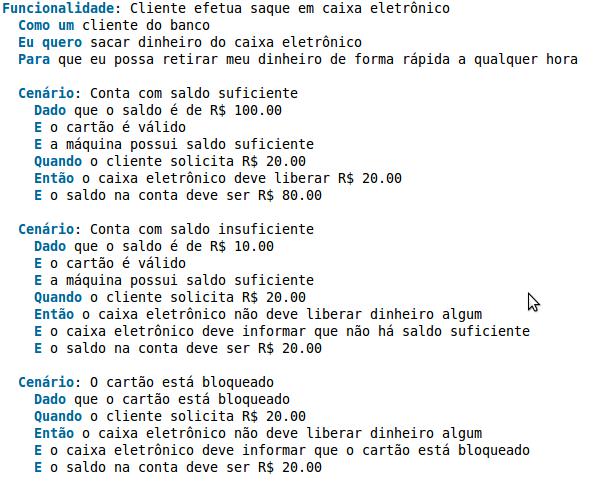 Funcionalidade: Cliente efetua saque em caixa eletrônico
Como um cliente do banco
Eu quero sacar dinheiro do caixa eletrônico
Para que eu possa retirar meu dinheiro de forma rápida a qualquer hora
Cenário: Conta com saldo suficiente
Dado que o saldo é de R$ 100.00
E o cartão é válido
E a máquina possui saldo suficiente
Quando o cliente solicita R$ 20.00
Então o caixa eletrônico deve liberar R$ 20.00
E o saldo na conta deve ser R$ 80.00
Cenário: Conta com saldo insuficiente
Dado que o saldo é de R$ 10.00
E o cartão é válido
E a máquina possui saldo suficiente
Quando o cliente solicita R$ 20.00
Então o caixa eletrônico não deve liberar dinheiro algum
E o caixa eletrônico deve informar que não há saldo suficiente
E o saldo na conta deve ser R$ 20.00
Cenário: O cartão está bloqueado
Dado que o cartão está bloqueado
Quando o cliente solicita R$ 20.00
Então o caixa eletrônico não deve liberar dinheiro algum
E o caixa eletrônico deve informar que o cartão está bloqueado
E o saldo na conta deve ser R$ 20.00